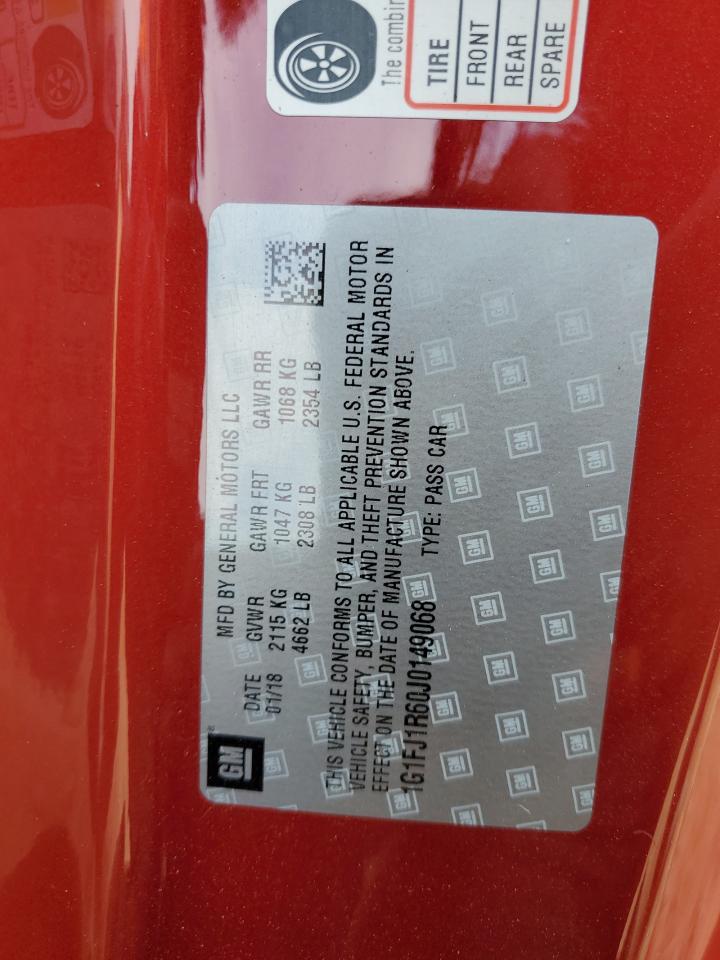 The combin
TIRE
FRONT
REAR
SPARE
GM
MFD BY GENERAL MOTORS LLC
DATE GVWR GAWR FRT GAWR RR
01/18 2115 KG 1047 KG 1068 KG
4662 LB 2308 LB 2354 LB
THIS VEHICLE CONFORMS TO ALL APPLICABLE U.S. FEDERAL MOTOR
VEHICLE SAFETY, BUMPER, AND THEFT PREVENTION STANDARDS IN
EFFECT ON THE DATE OF MANUFACTURE SHOWN ABOVE.
1G1FJ1R60J0149068 TYPE: PASS CAR